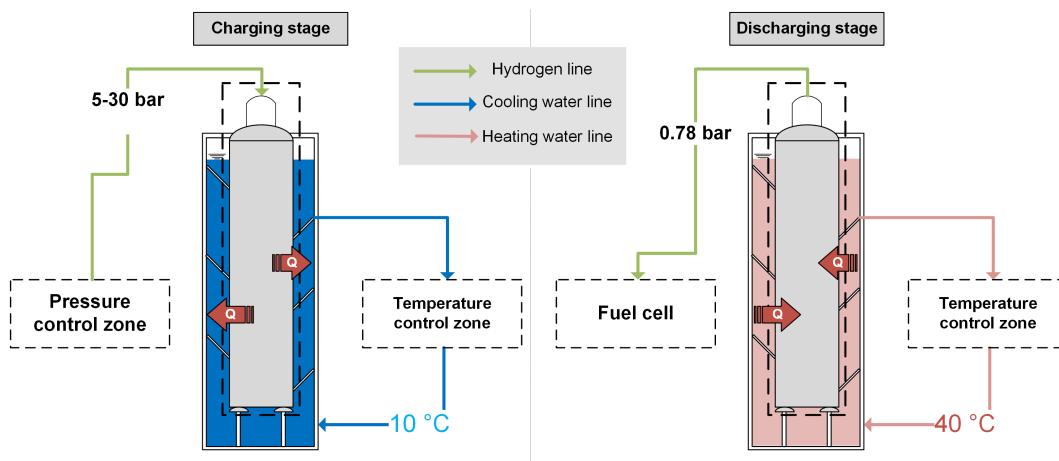 Charging stage
Discharging stage
Hydrogen line
Cooling water line
Heating water line
5-30 bar
0.78 bar
Q
Q
Q
Q
Pressure
control zone
Temperature
control zone
Fuel cell
Temperature
control zone
10 °C
40 °C